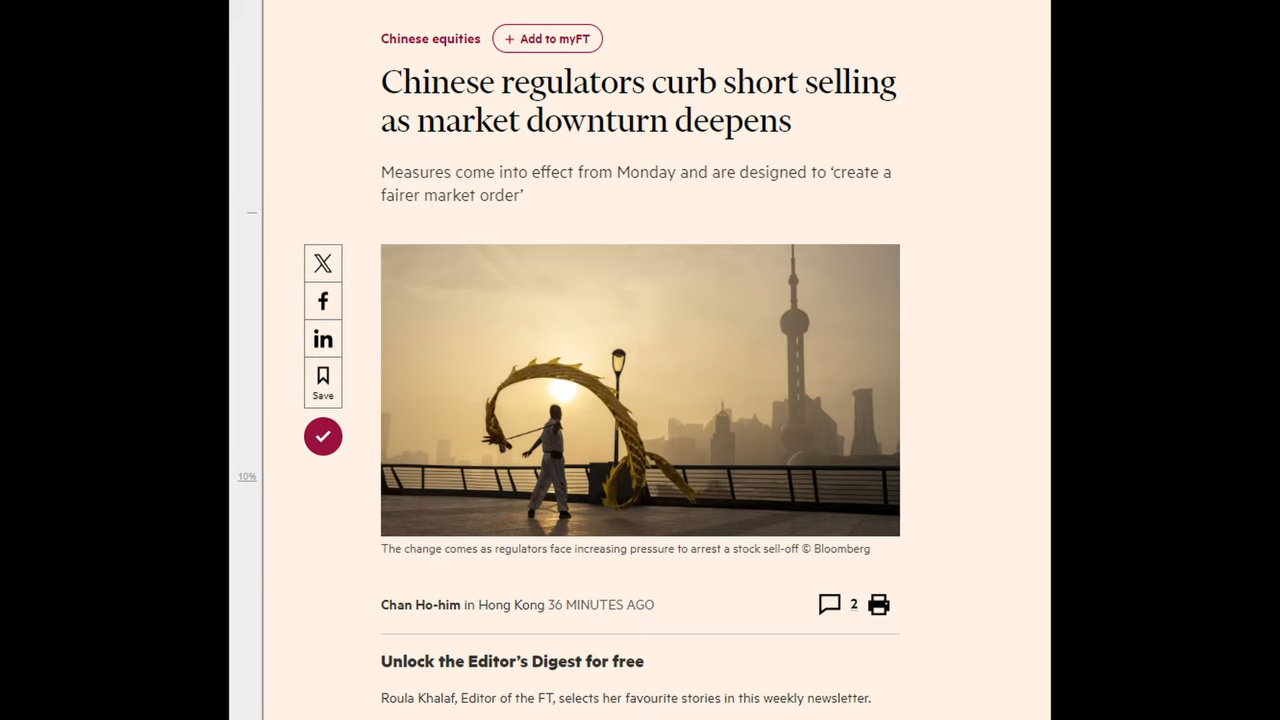 Chinese equities
+ Add to myFT
Chinese regulators curb short selling
as market downturn deepens
Measures come into effect from Monday and are designed to ‘create a
fairer market order’
X
f
in
Save
10%
The change comes as regulators face increasing pressure to arrest a stock sell-off © Bloomberg
Chan Ho-him in Hong Kong 36 MINUTES AGO
2
Unlock the Editor’s Digest for free
Roula Khalaf, Editor of the FT, selects her favourite stories in this weekly newsletter.